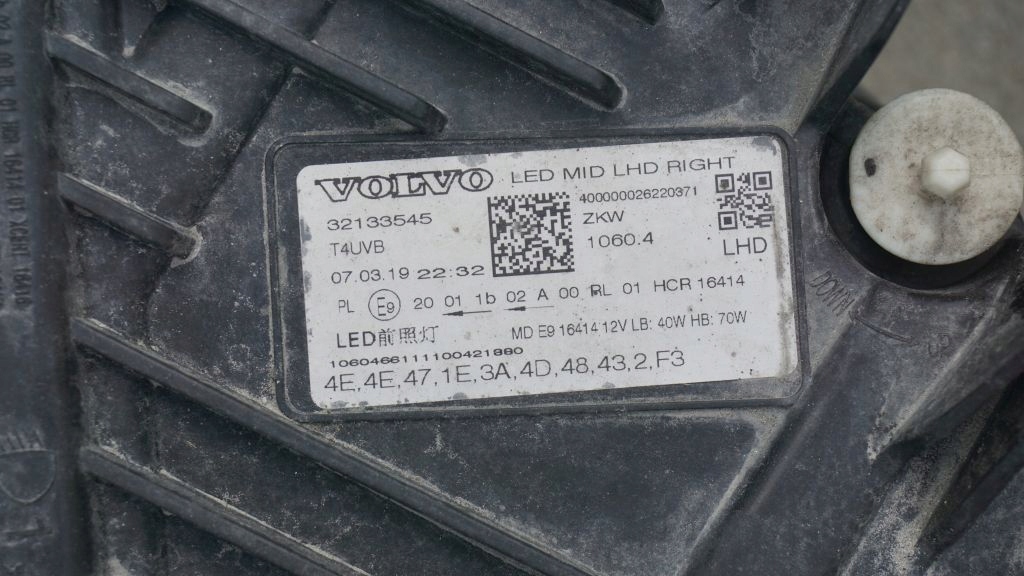 VOLVO LED MID LHD RIGHT
32133545
400000026220371
T4UVB
ZKW
07.03.19 22:32
1060.4
LHD
PL E9 20 01 1b 02 A 00 RL 01 HCR 16414
LED前照灯
MD E9 16414 12V LB: 40W HB: 70W
1060466111100421880
4E,4E,47,1E,3A,4D,48,43,2,F3
DOWN